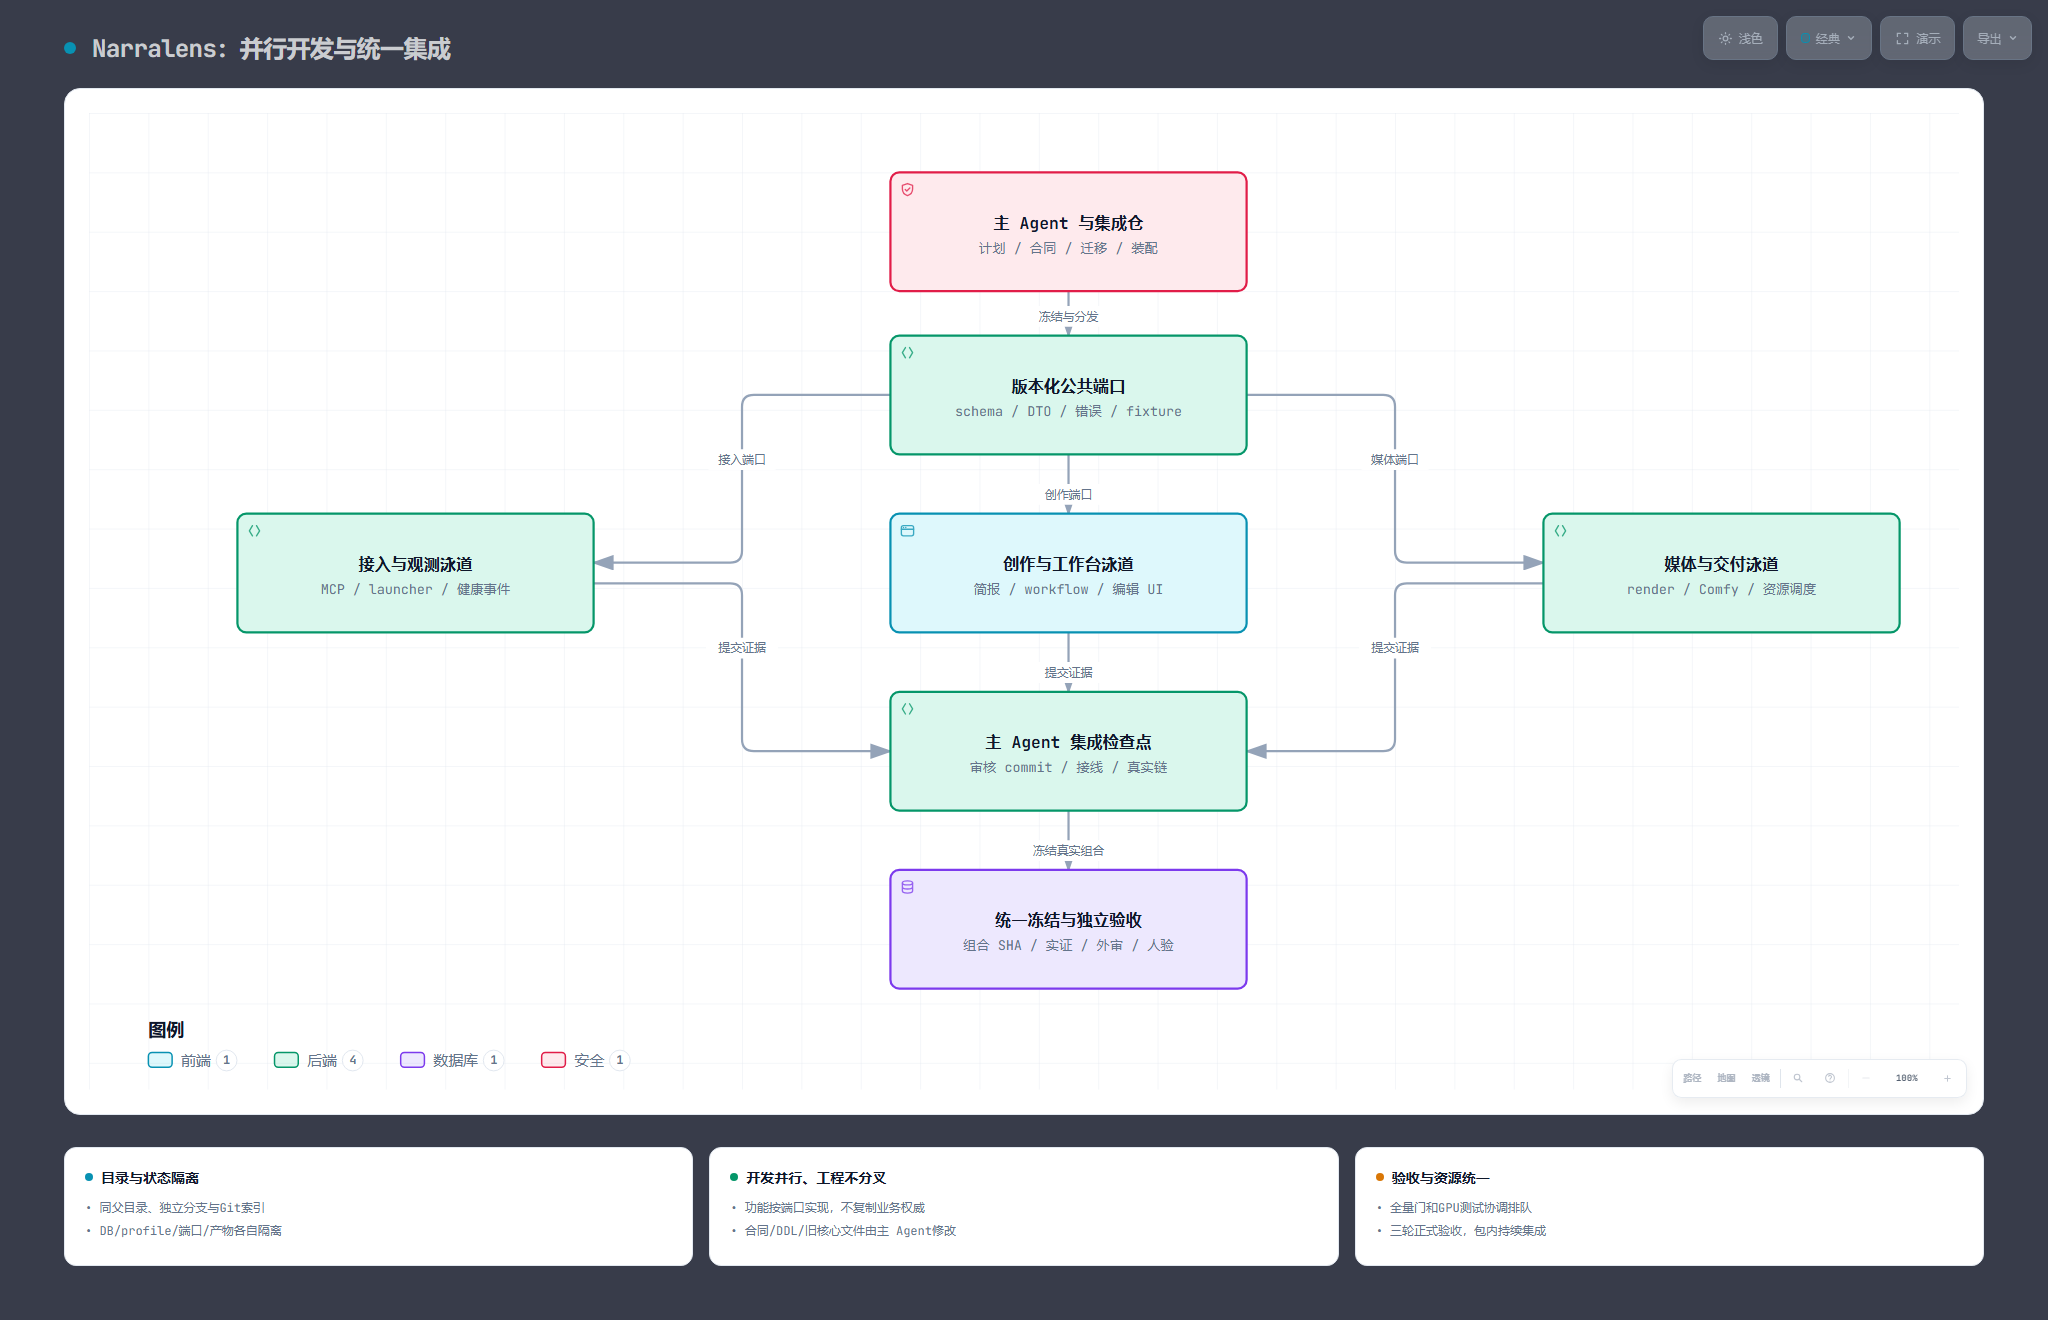 Narralens: 并行开发与统一集成
浅色
经典
演示
导出
主 Agent 与集成仓
计划 / 合同 / 迁移 / 装配
冻结与分发
版本化公共端口
schema / DTO / 错误 / fixture
接入端口
媒体端口
创作端口
接入与观测泳道
MCP / launcher / 健康事件
创作与工作台泳道
简报 / workflow / 编辑 UI
媒体与交付泳道
render / Comfy / 资源调度
提交证据
提交证据
提交证据
主 Agent 集成检查点
审核 commit / 接线 / 真实链
冻结真实组合
统一冻结与独立验收
组合 SHA / 实证 / 外审 / 人验
图例
前端 1
后端 4
数据库 1
安全 1
路径
地图
透镜
100%
目录与状态隔离
• 同父目录、独立分支与Git索引
• DB/profile/端口/产物各自隔离
开发并行、工程不分叉
• 功能按端口实现，不复制业务权威
• 合同/DDL/旧核心文件由主 Agent修改
验收与资源统一
• 全量门和GPU测试协调排队
• 三轮正式验收，包内持续集成